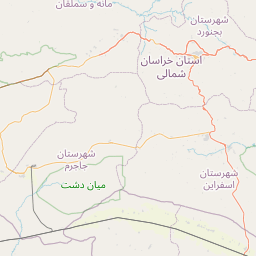 مانه و سملقان
شهرستان
بجنورد
استان خراسان
شمالی
شهرستان
جاجرم
میان دشت
شهرستان
اسفراین